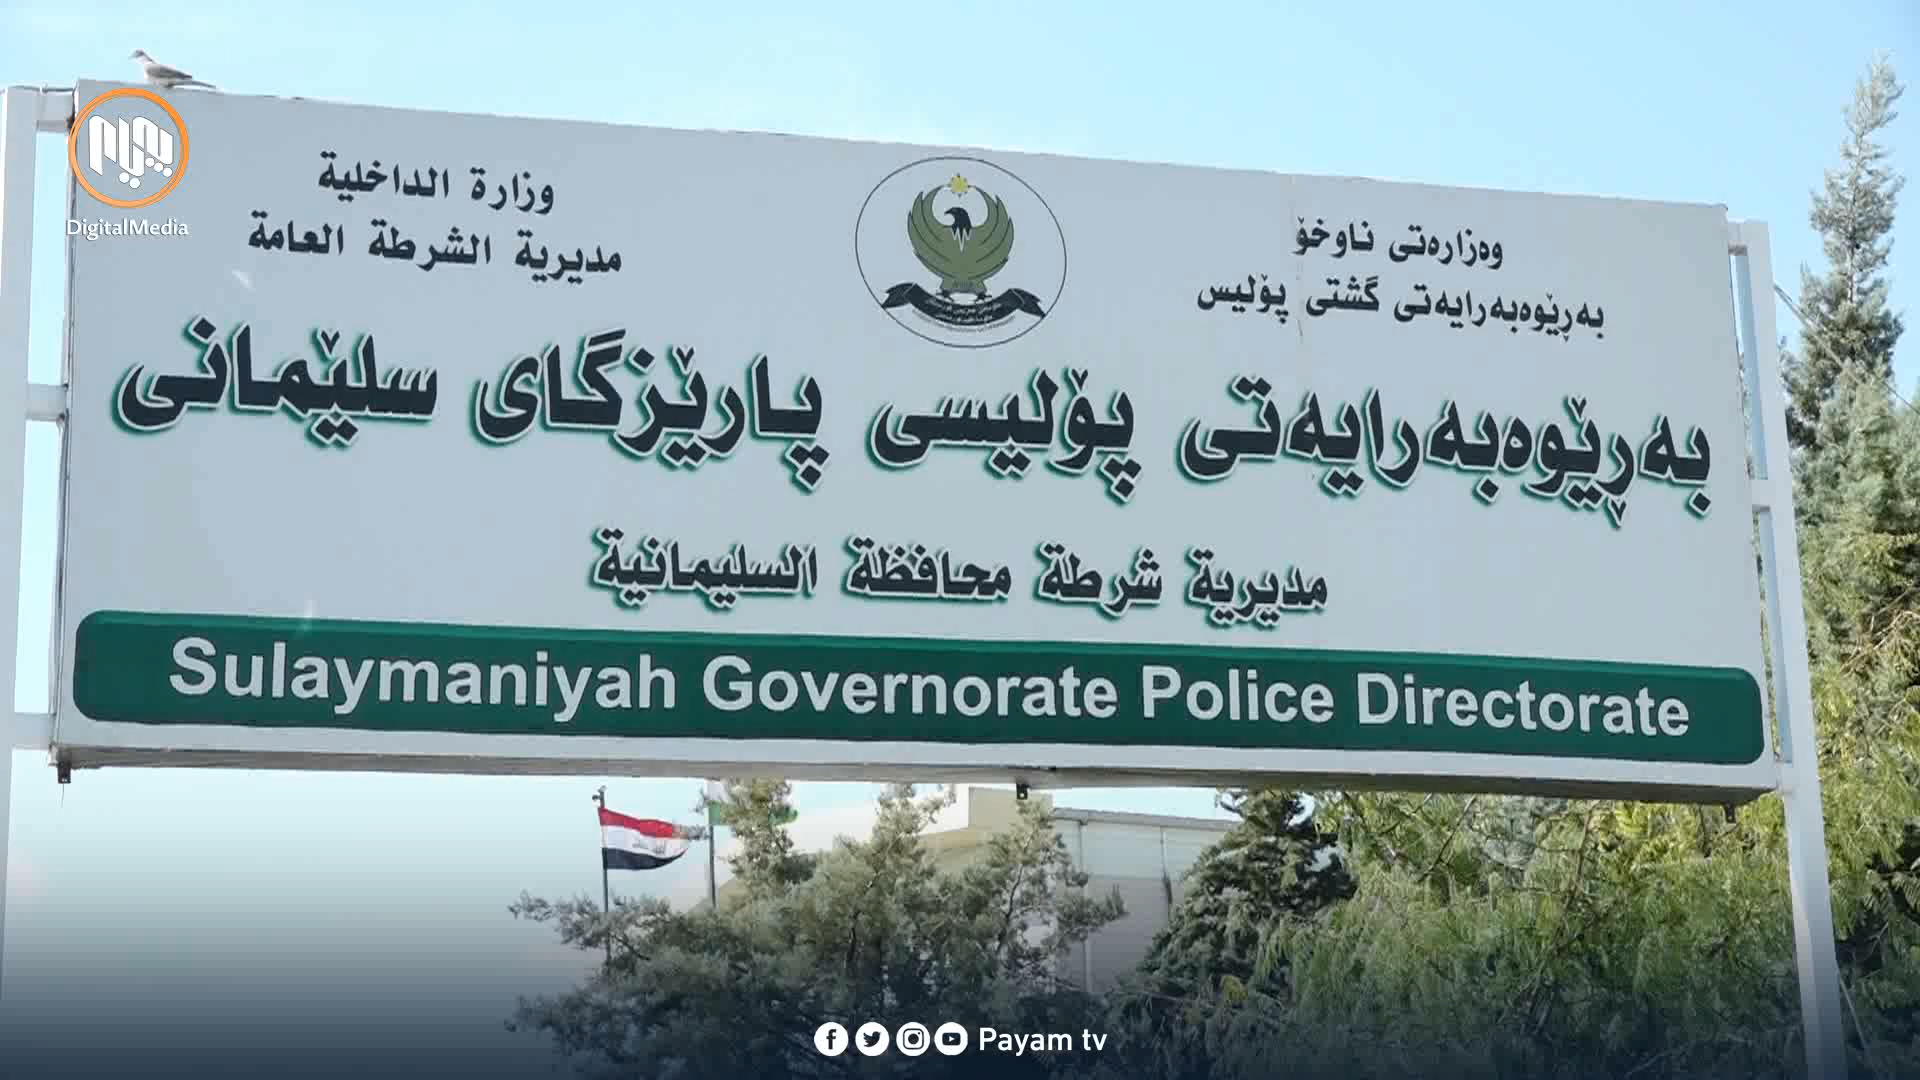 پەیام
DigitalMedia
وەزارەتی ناوخۆ
بەڕێوەبەرایەتی گشتی پۆلیس
وزارة الداخلية
مديرية الشرطة العامة
بەڕێوەبەرایەتی پۆلیسی پارێزگای سلێمانی
مديرية شرطة محافظة السليمانية
Sulaymaniyah Governorate Police Directorate
Payam tv